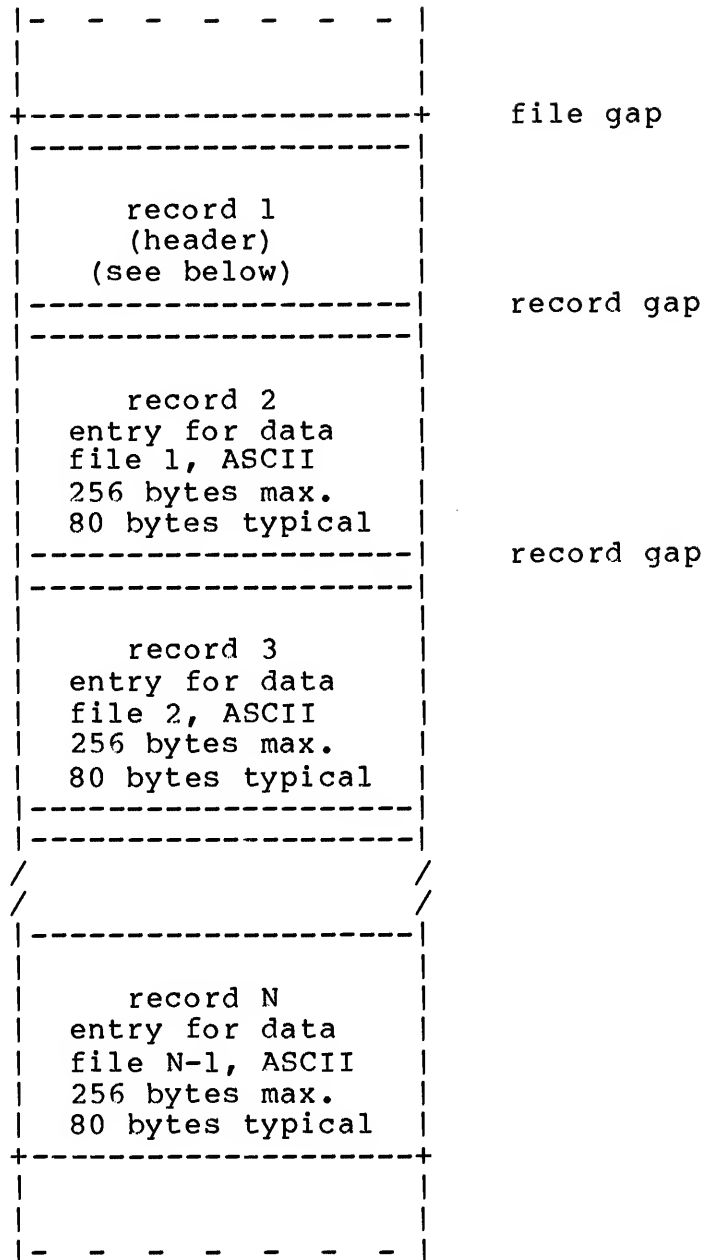 file gap
record 1
(header)
(see below)
record gap
record 2
entry for data
file 1, ASCII
256 bytes max.
80 bytes typical
record gap
record 3
entry for data
file 2, ASCII
256 bytes max.
80 bytes typical
record N
entry for data
file N-1, ASCII
256 bytes max.
80 bytes typical